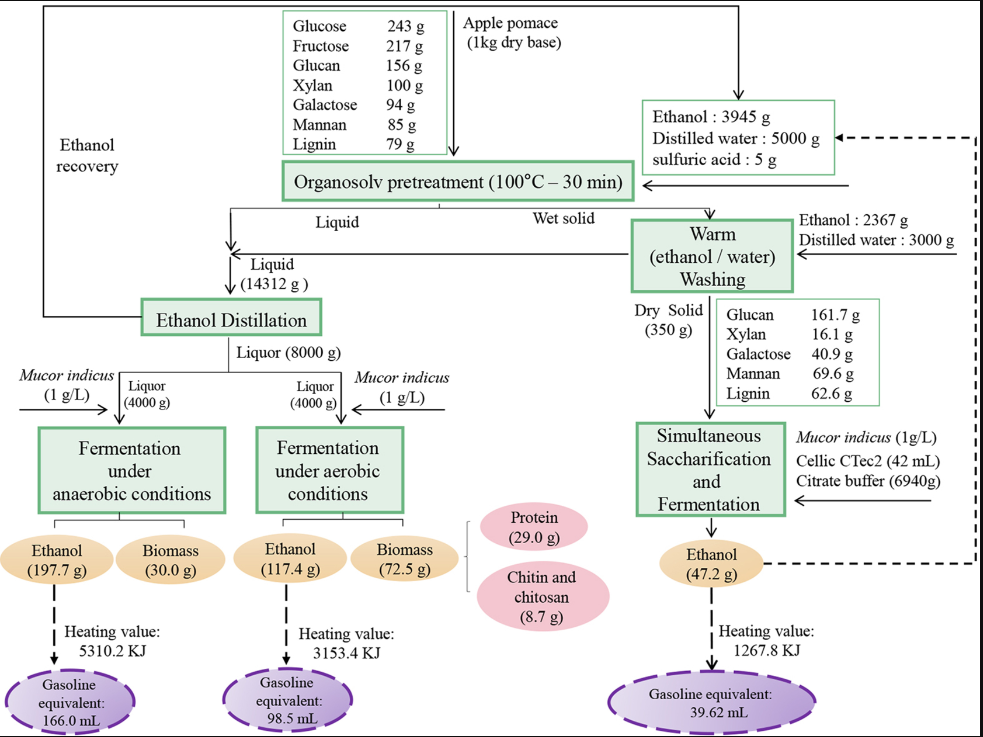 Glucose 243 g
Fructose 217 g
Glucan 156 g
Xylan 100 g
Galactose 94 g
Mannan 85 g
Lignin 79 g
Apple pomace
(1kg dry base)
Ethanol
recovery
Ethanol : 3945 g
Distilled water : 5000 g
sulfuric acid : 5 g
Organosolv pretreatment (100°C – 30 min)
Liquid
Wet solid
Warm
(ethanol / water)
Washing
Ethanol : 2367 g
Distilled water : 3000 g
Liquid
(14312 g )
Ethanol Distillation
Dry Solid
(350 g)
Glucan 161.7 g
Xylan 16.1 g
Galactose 40.9 g
Mannan 69.6 g
Lignin 62.6 g
Liquor (8000 g)
Mucor indicus
(1 g/L)
Liquor
(4000 g)
Liquor
(4000 g)
Mucor indicus
(1 g/L)
Fermentation
under
anaerobic conditions
Fermentation
under aerobic
conditions
Simultaneous
Saccharification
and
Fermentation
Mucor indicus (1g/L)
Cellic CTec2 (42 mL)
Citrate buffer (6940g)
Ethanol
(197.7 g)
Biomass
(30.0 g)
Ethanol
(117.4 g)
Biomass
(72.5 g)
Protein
(29.0 g)
Chitin and
chitosan
(8.7 g)
Ethanol
(47.2 g)
Heating value:
5310.2 KJ
Heating value:
3153.4 KJ
Heating value:
1267.8 KJ
Gasoline
equivalent:
166.0 mL
Gasoline
equivalent:
98.5 mL
Gasoline equivalent:
39.62 mL